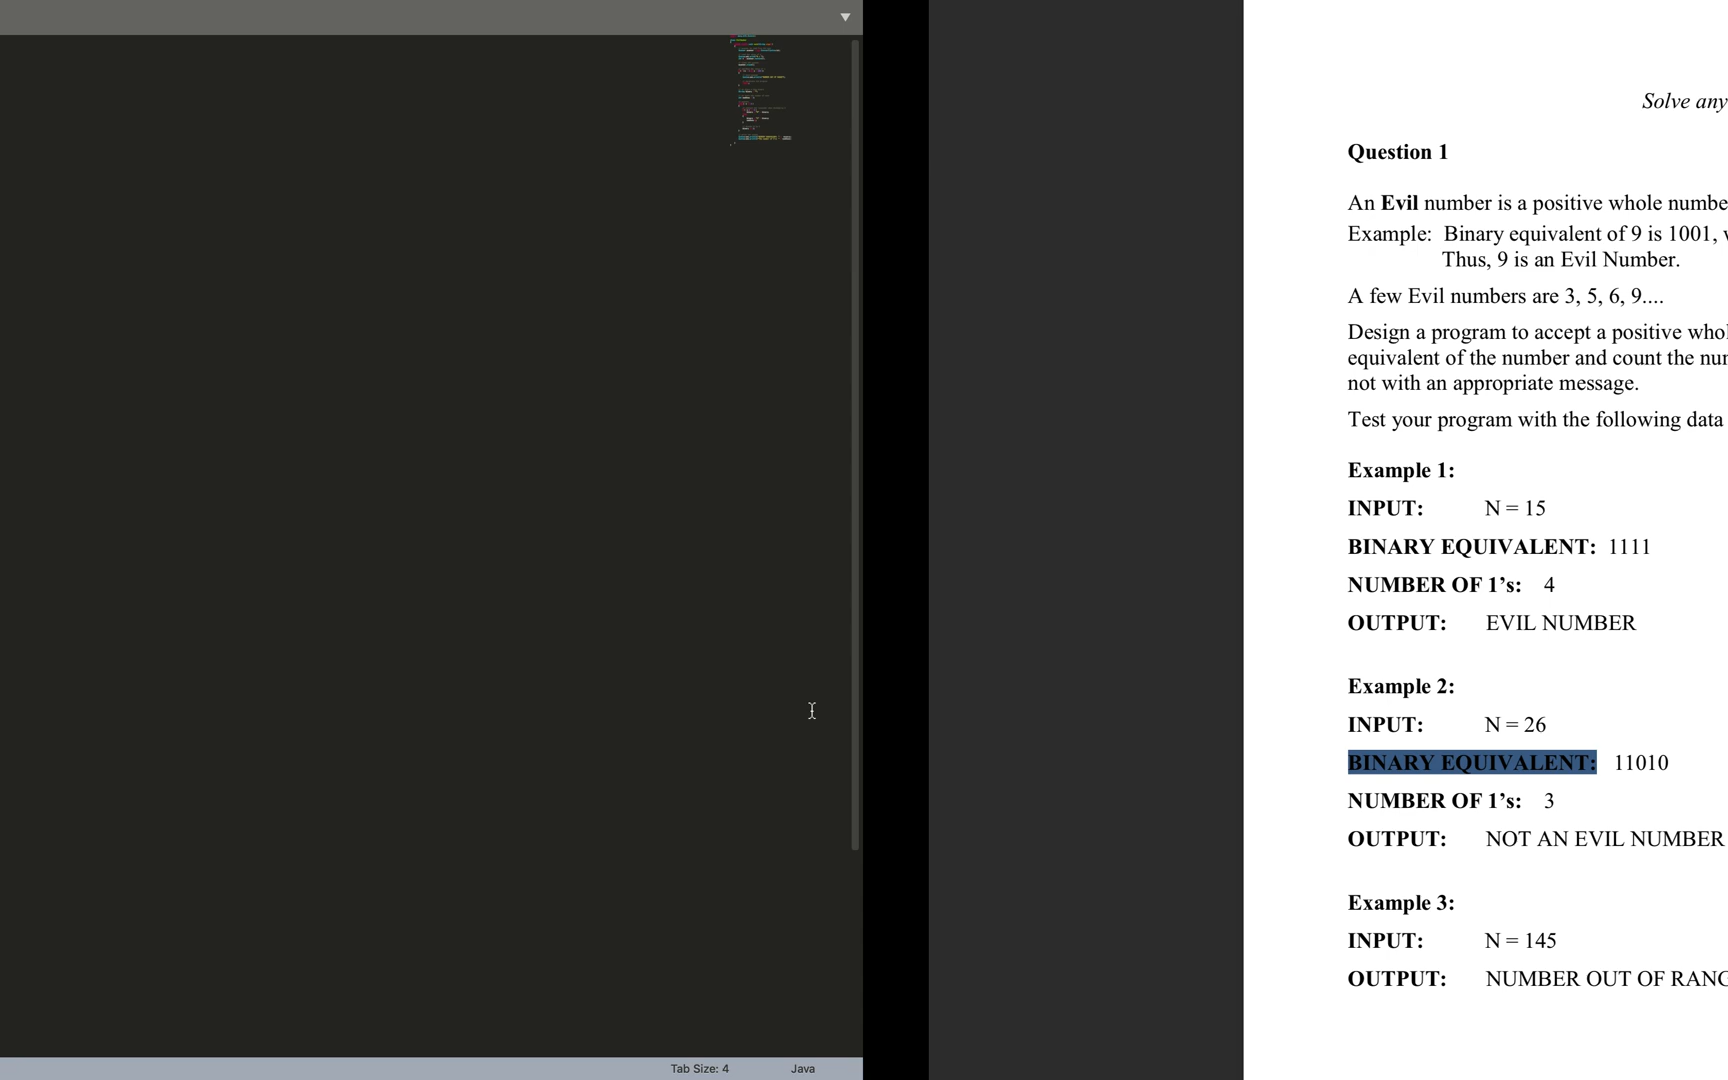 Tab Size: 4
Java
Solve any
Question 1
An Evil number is a positive whole numbe
Example: Binary equivalent of 9 is 1001,
Thus, 9 is an Evil Number.
A few Evil numbers are 3, 5, 6, 9....
Design a program to accept a positive whol
equivalent of the number and count the nur
not with an appropriate message.
Test your program with the following data
Example 1:
INPUT: N = 15
BINARY EQUIVALENT: 1111
NUMBER OF 1’s: 4
OUTPUT: EVIL NUMBER
Example 2:
INPUT: N = 26
BINARY EQUIVALENT: 11010
NUMBER OF 1’s: 3
OUTPUT: NOT AN EVIL NUMBER
Example 3:
INPUT: N = 145
OUTPUT: NUMBER OUT OF RANG